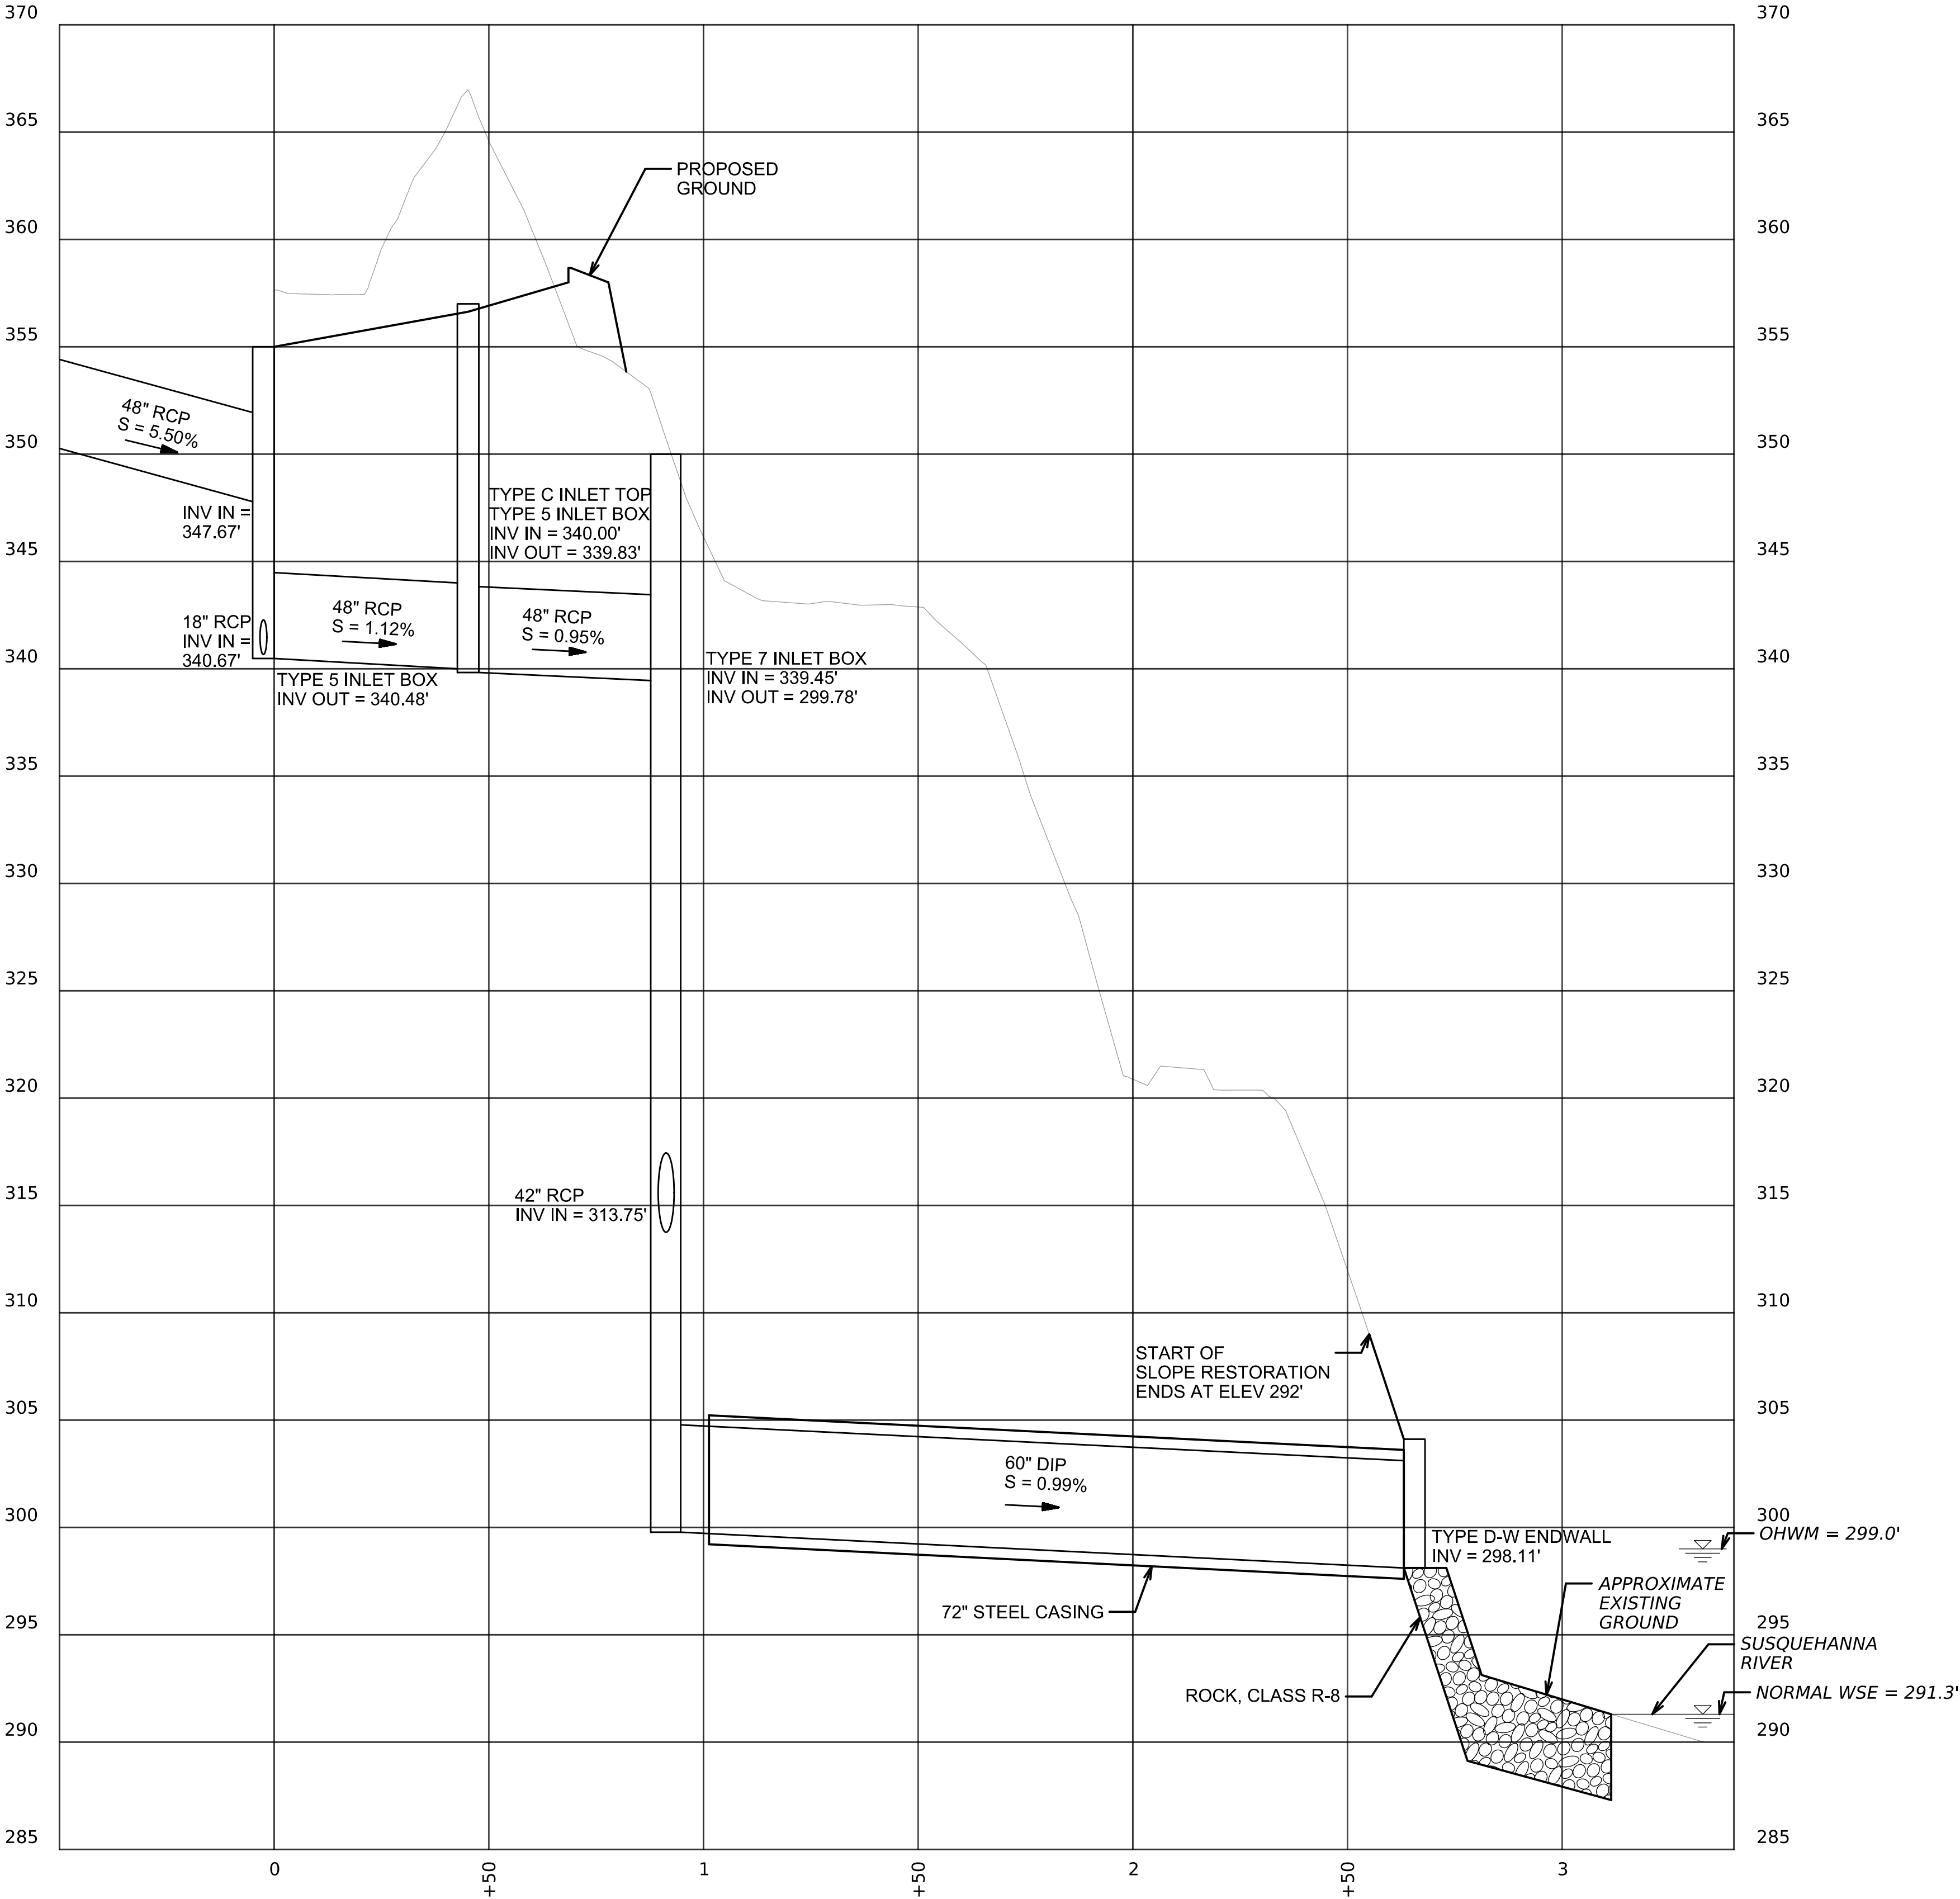 370
370
365
365
PROPOSED
GROUND
360
360
355
355
48" RCP
S = 5.50%
350
350
TYPE C INLET TOP
TYPE 5 INLET BOX
INV IN = 340.00'
INV OUT = 339.83'
INV IN =
347.67'
345
345
48" RCP
S = 1.12%
48" RCP
S = 0.95%
18" RCP
INV IN =
340.67'
340
340
TYPE 7 INLET BOX
INV IN = 339.45'
INV OUT = 299.78'
TYPE 5 INLET BOX
INV OUT = 340.48'
335
335
330
330
325
325
320
320
315
315
42" RCP
INV IN = 313.75'
310
310
START OF
SLOPE RESTORATION
ENDS AT ELEV 292'
305
305
60" DIP
S = 0.99%
300
300
OHWM = 299.0'
TYPE D-W ENDWALL
INV = 298.11'
APPROXIMATE
EXISTING
GROUND
72" STEEL CASING
295
295
SUSQUEHANNA
RIVER
ROCK, CLASS R-8
NORMAL WSE = 291.3'
290
290
285
285
0
+50
1
+50
2
+50
3